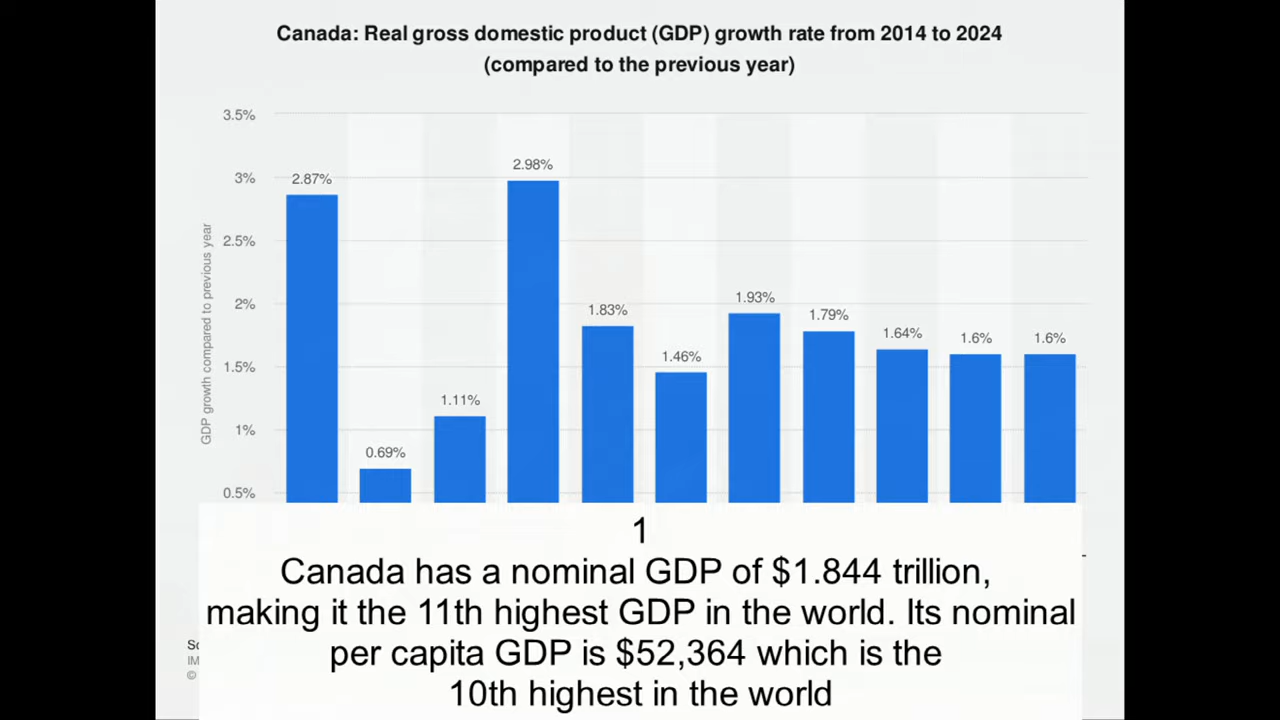 Canada: Real gross domestic product (GDP) growth rate from 2014 to 2024
(compared to the previous year)
GDP growth compared to previous year
3.5%
3%
2.5%
2%
1.5%
1%
0.5%
2.87%
0.69%
1.11%
2.98%
1.83%
1.46%
1.93%
1.79%
1.64%
1.6%
1.6%
1
Canada has a nominal GDP of $1.844 trillion,
making it the 11th highest GDP in the world. Its nominal
per capita GDP is $52,364 which is the
10th highest in the world
IM
©